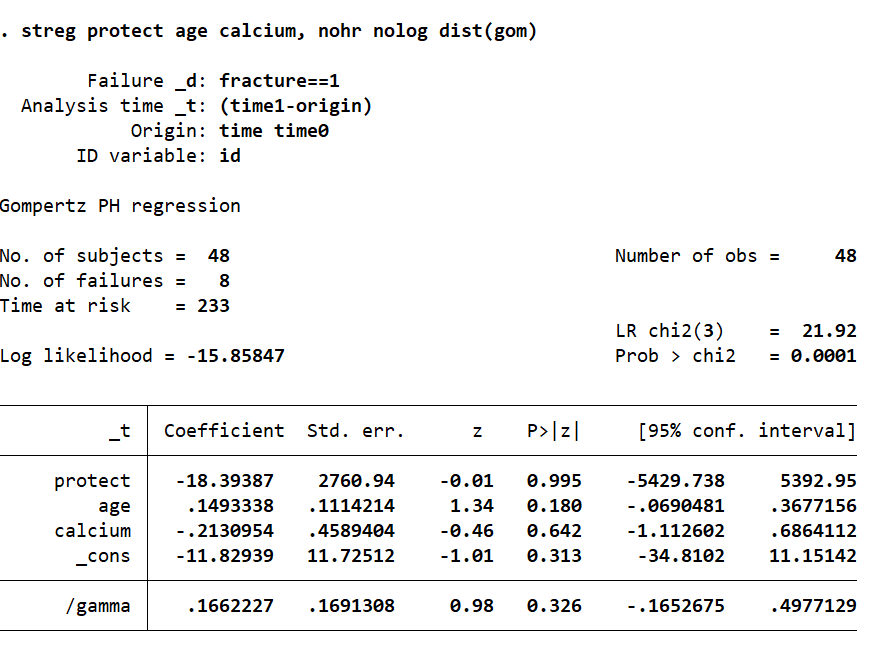 . streg protect age calcium, nohr nolog dist(gom)
Failure _d: fracture==1
Analysis time _t: (time1-origin)
Origin: time time0
ID variable: id
Gompertz PH regression
No. of subjects = 48 Number of obs = 48
No. of failures = 8
Time at risk = 233
LR chi2(3) = 21.92
Log likelihood = -15.85847 Prob > chi2 = 0.0001
_t Coefficient Std. err. z P>|z| [95% conf. interval]
protect -18.39387 2760.94 -0.01 0.995 -5429.738 5392.95
age .1493338 .1114214 1.34 0.180 -.0690481 .3677156
calcium -.2130954 .4589404 -0.46 0.642 -1.112602 .6864112
_cons -11.82939 11.72512 -1.01 0.313 -34.8102 11.15142
/gamma .1662227 .1691308 0.98 0.326 -.1652675 .4977129